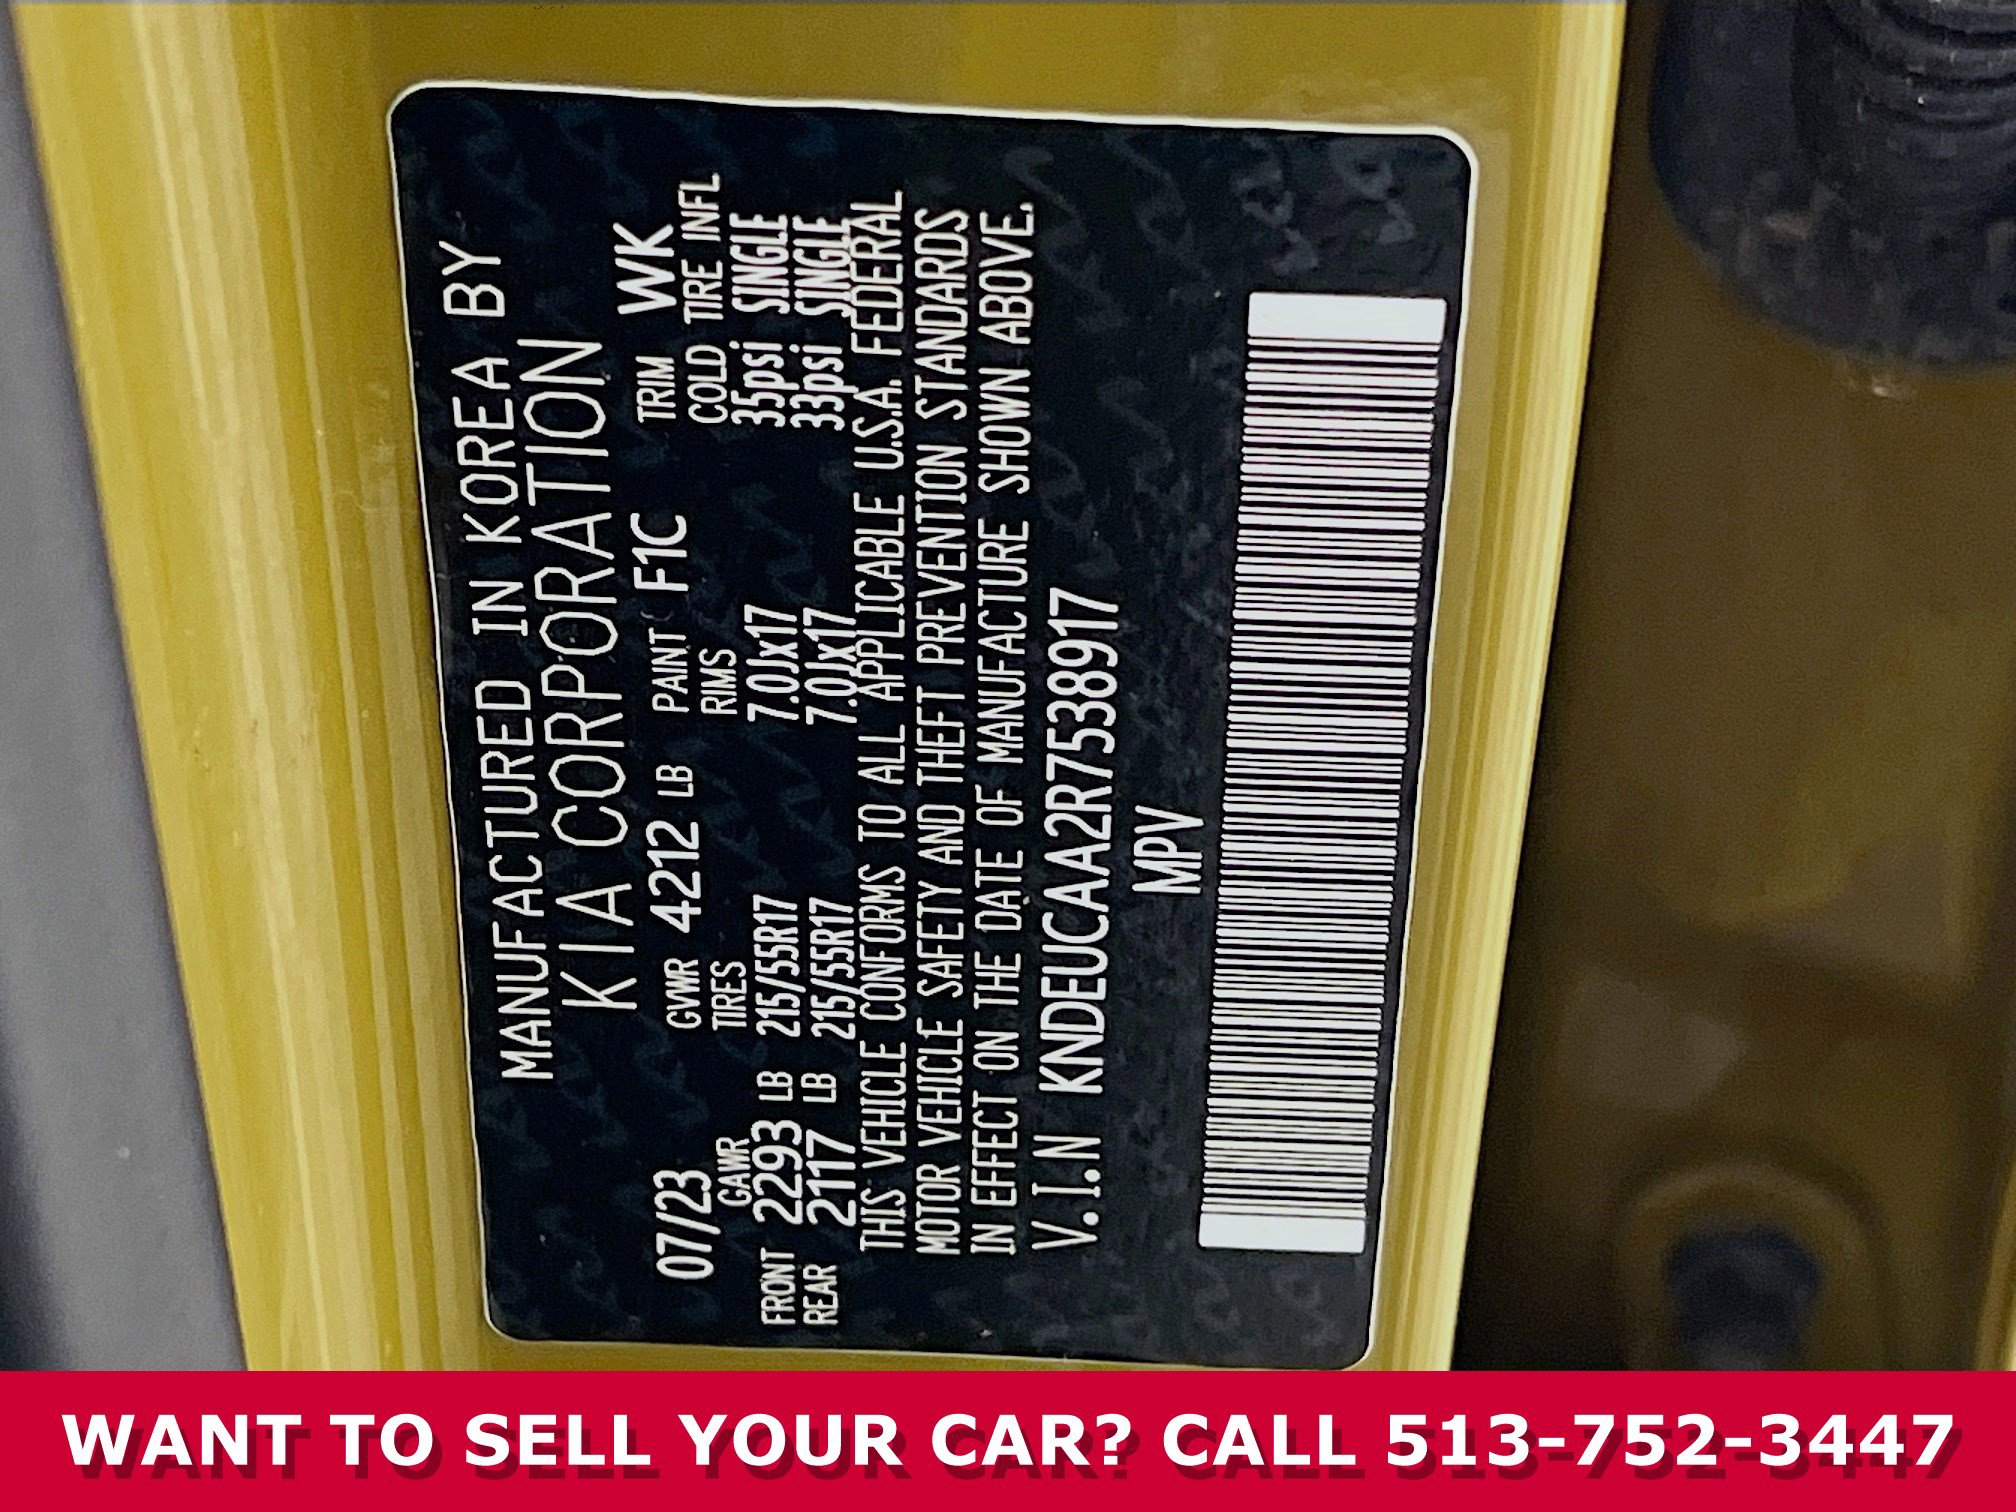 MANUFACTURED IN KOREA BY
KIA CORPORATION
07/23 GVWR 4212 LB PAINT F1C TRIM WK
GAWR TIRES RIMS COLD TIRE INFL
FRONT 2293 LB 215/55R17 7.0Jx17 35psi SINGLE
REAR 2117 LB 215/55R17 7.0Jx17 33psi SINGLE
THIS VEHICLE CONFORMS TO ALL APPLICABLE U.S.A. FEDERAL
MOTOR VEHICLE SAFETY AND THEFT PREVENTION STANDARDS
IN EFFECT ON THE DATE OF MANUFACTURE SHOWN ABOVE.
V.I.N KNDEUCAA2R7538917
MPV
WANT TO SELL YOUR CAR? CALL 513-752-3447